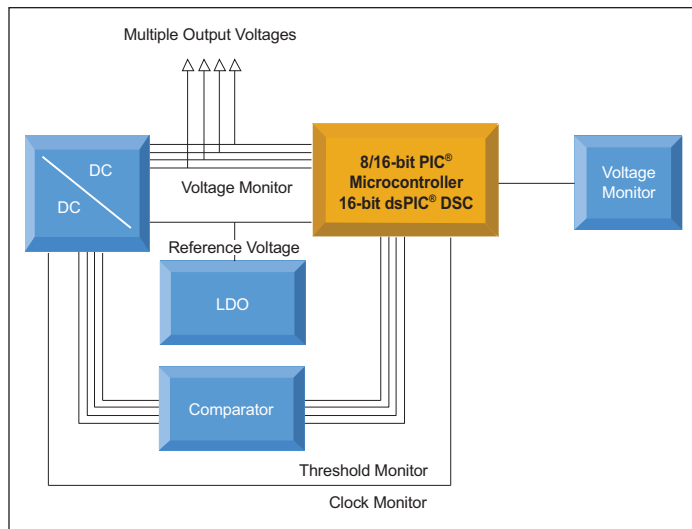 Multiple Output Voltages
DC
DC
8/16-bit PIC®
Microcontroller
16-bit dsPIC® DSC
Voltage
Monitor
Voltage Monitor
Reference Voltage
LDO
Comparator
Threshold Monitor
Clock Monitor